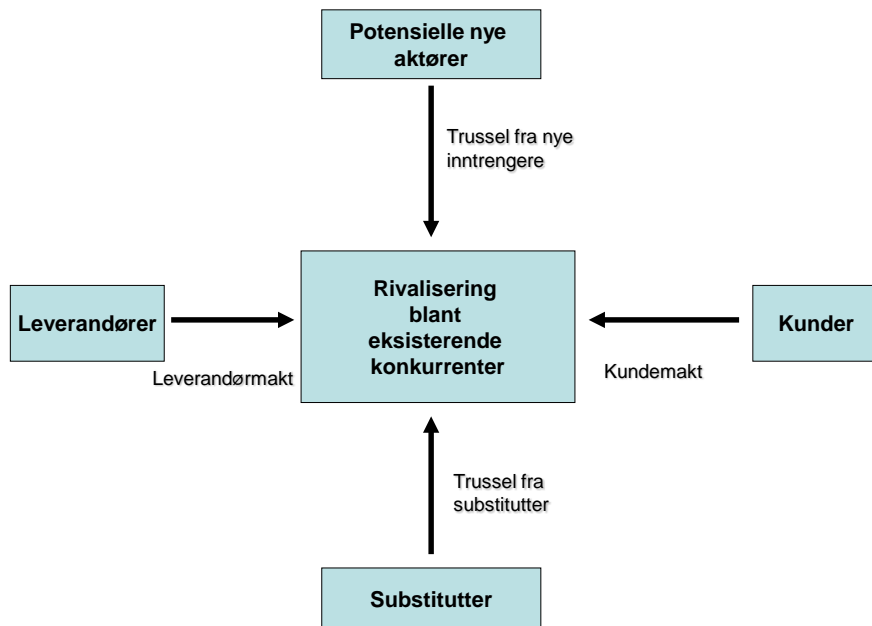 Potensielle nye
aktører
Trussel fra nye
inntrengere
Leverandører
Rivalisering
blant
eksisterende
konkurrenter
Kunder
Leverandørmakt
Kundemakt
Trussel fra
substitutter
Substitutter